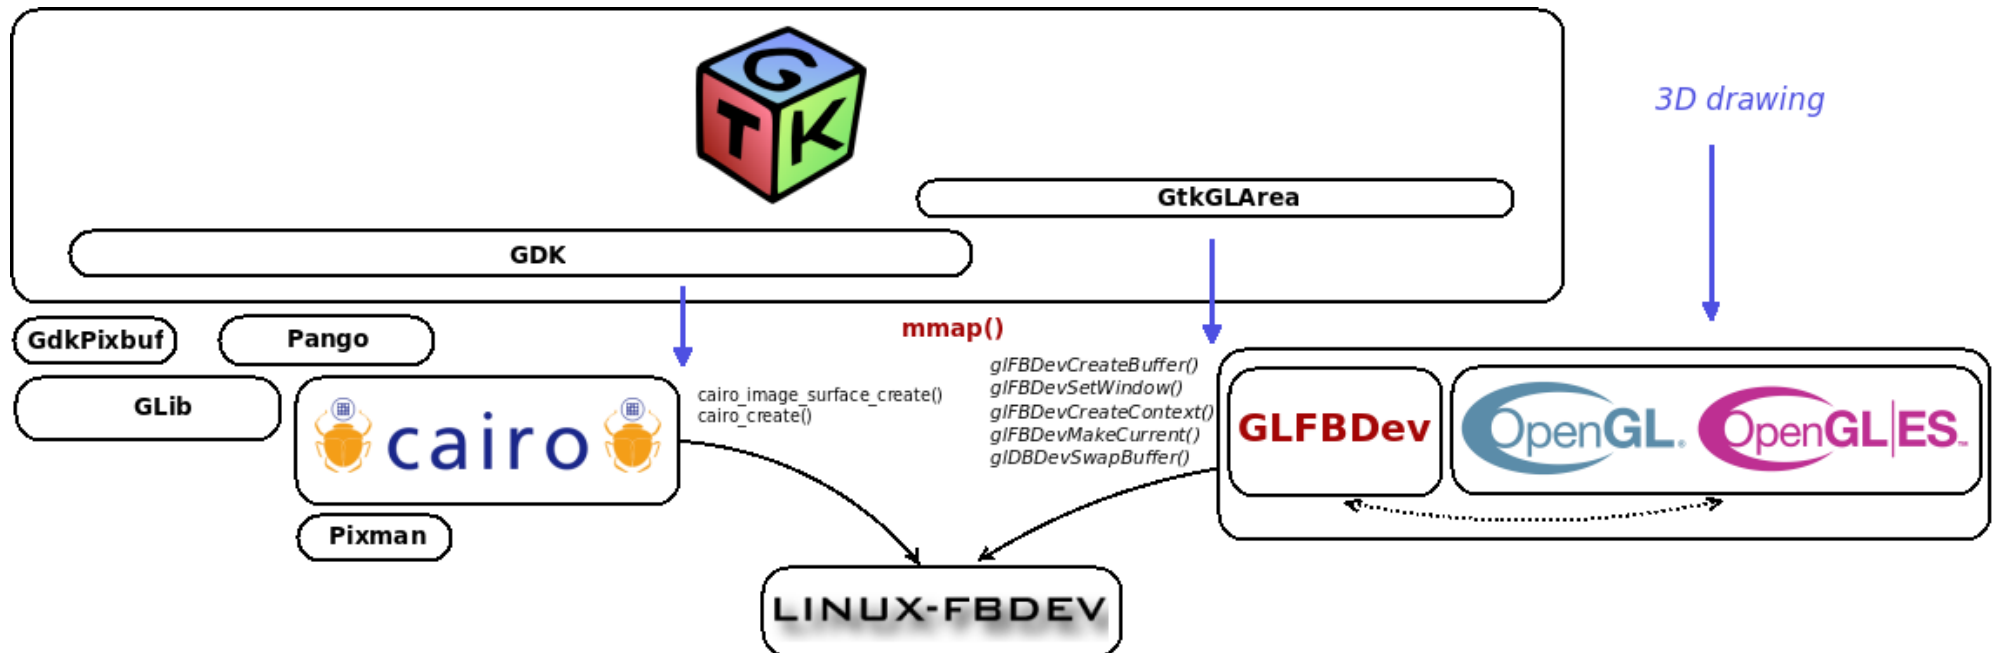 G
T K
3D drawing
GtkGLArea
GDK
GdkPixbuf
Pango
mmap()
GLib
cairo
cairo_image_surface_create()
cairo_create()
glFBDevCreateBuffer()
glFBDevSetWindow()
glFBDevCreateContext()
glFBDevMakeCurrent()
glDBDevSwapBuffer()
GLFBDev
OpenGL®
OpenGL|ES™
Pixman
LINUX-FBDEV